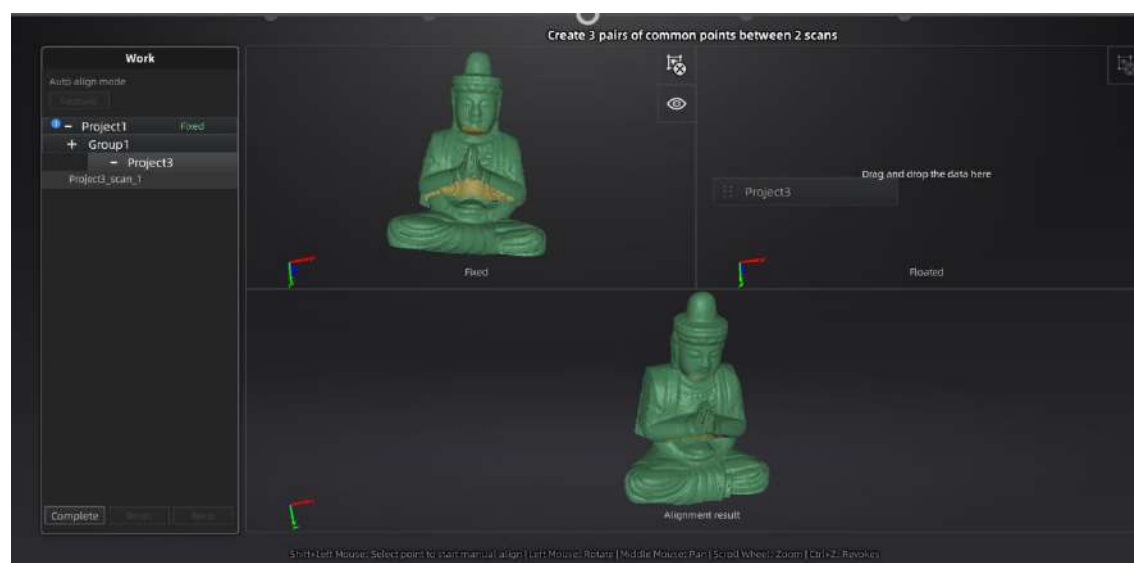 Create 3 pairs of common points between 2 scans
Work
Auto align mode
Feature
Project1 Fixed
Group1
Project3
Project3_scan_1
Complete
Fixed
Drag and drop the data here
Project3
Floated
Alignment result
Shift+Left Mouse: Select point to start manual align | Left Mouse: Rotate | Middle Mouse: Pan | Scroll Wheel: Zoom | Ctrl+Z: Revokes